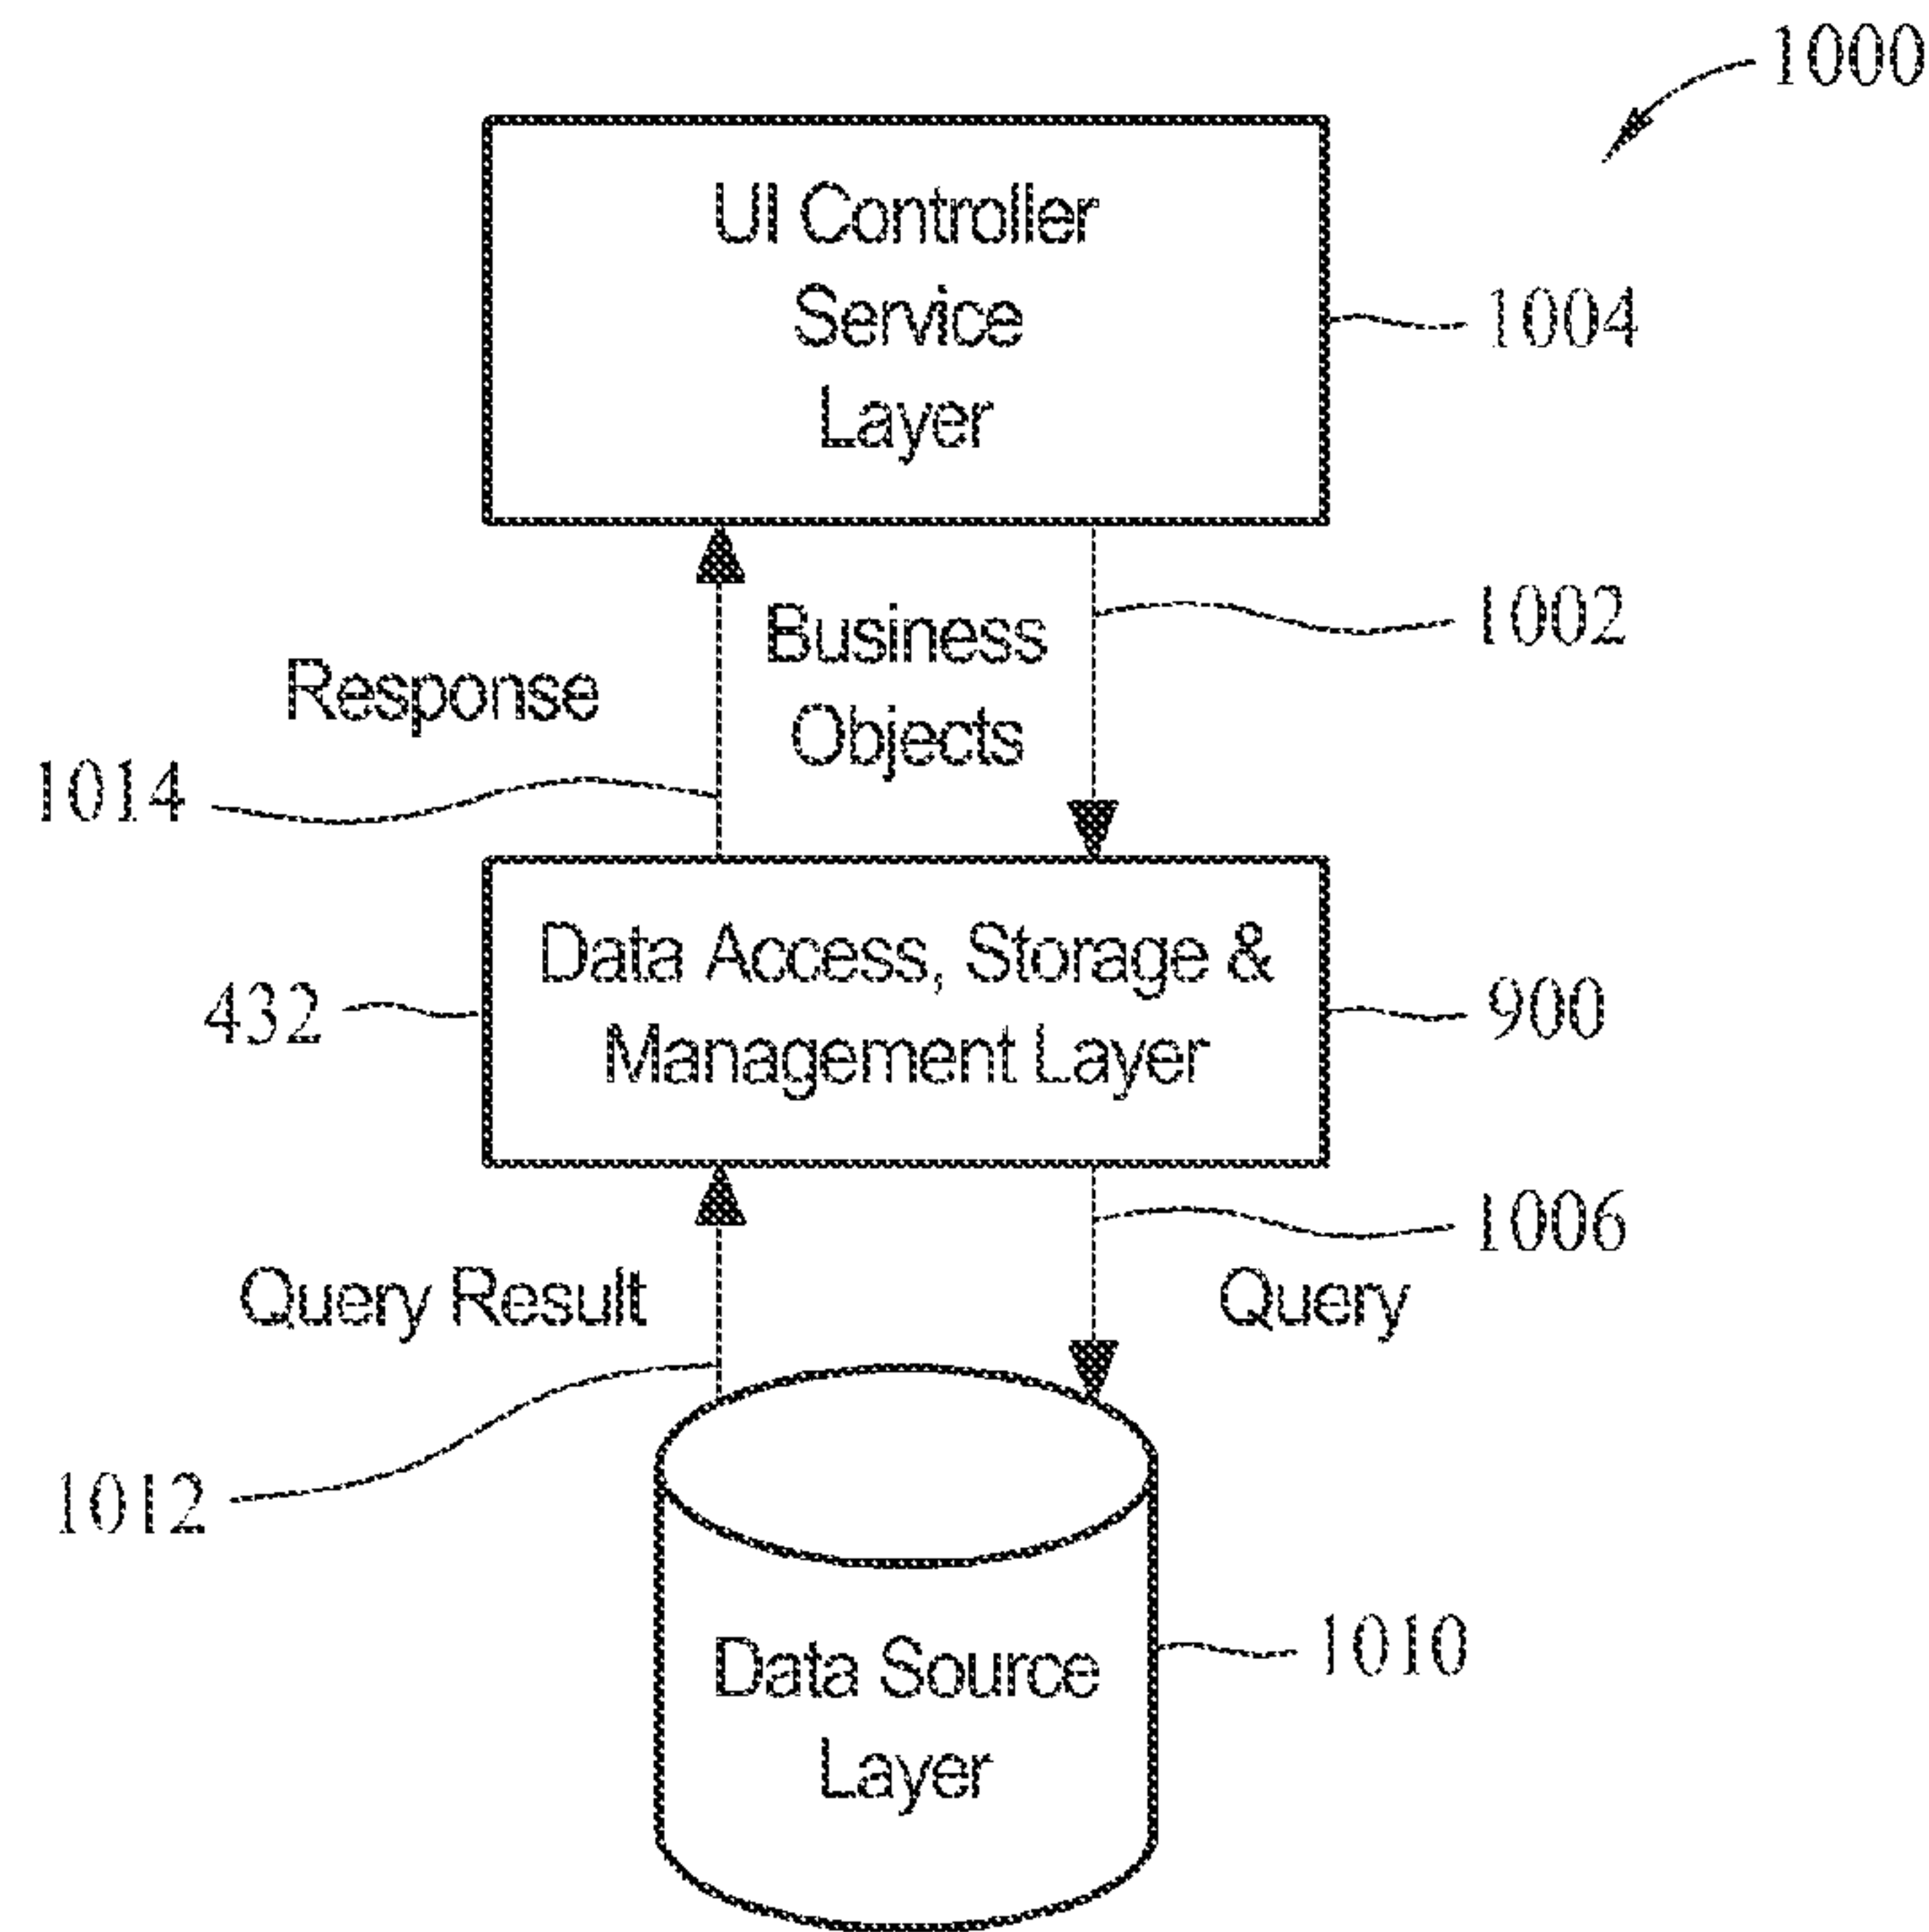 1000
UI Controller
Service
Layer
1004
Business
Objects
1002
Response
1014
Data Access, Storage &
Management Layer
432
900
1006
Query Result
Query
1012
Data Source
Layer
1010